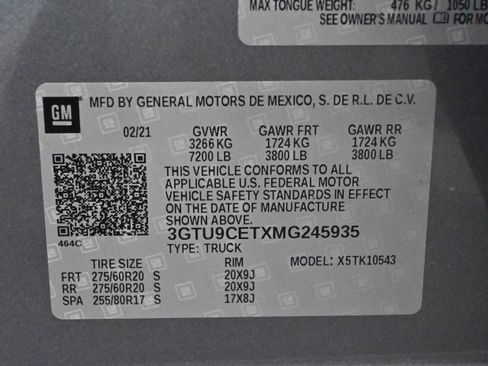 MAX TONGUE WEIGHT: 476 KG/ 1050 LB
SEE OWNER'S MANUAL FOR MO
GM MFD BY GENERAL MOTORS DE MEXICO, S. DE R.L. DE C.V.
02/21 GVWR GAWR FRT GAWR RR
3266 KG 1724 KG 1724 KG
7200 LB 3800 LB 3800 LB
THIS VEHICLE CONFORMS TO ALL
APPLICABLE U.S. FEDERAL MOTOR
VEHICLE SAFETY STANDARDS IN EFFECT
ON THE DATE OF MANUFACTURE
SHOWN ABOVE.
3GTU9CETXMG245935
464C TYPE: TRUCK
TIRE SIZE RIM MODEL: X5TK10543
FRT 275/60R20 S 20X9J
RR 275/60R20 S 20X9J
SPA 255/80R17 S 17X8J